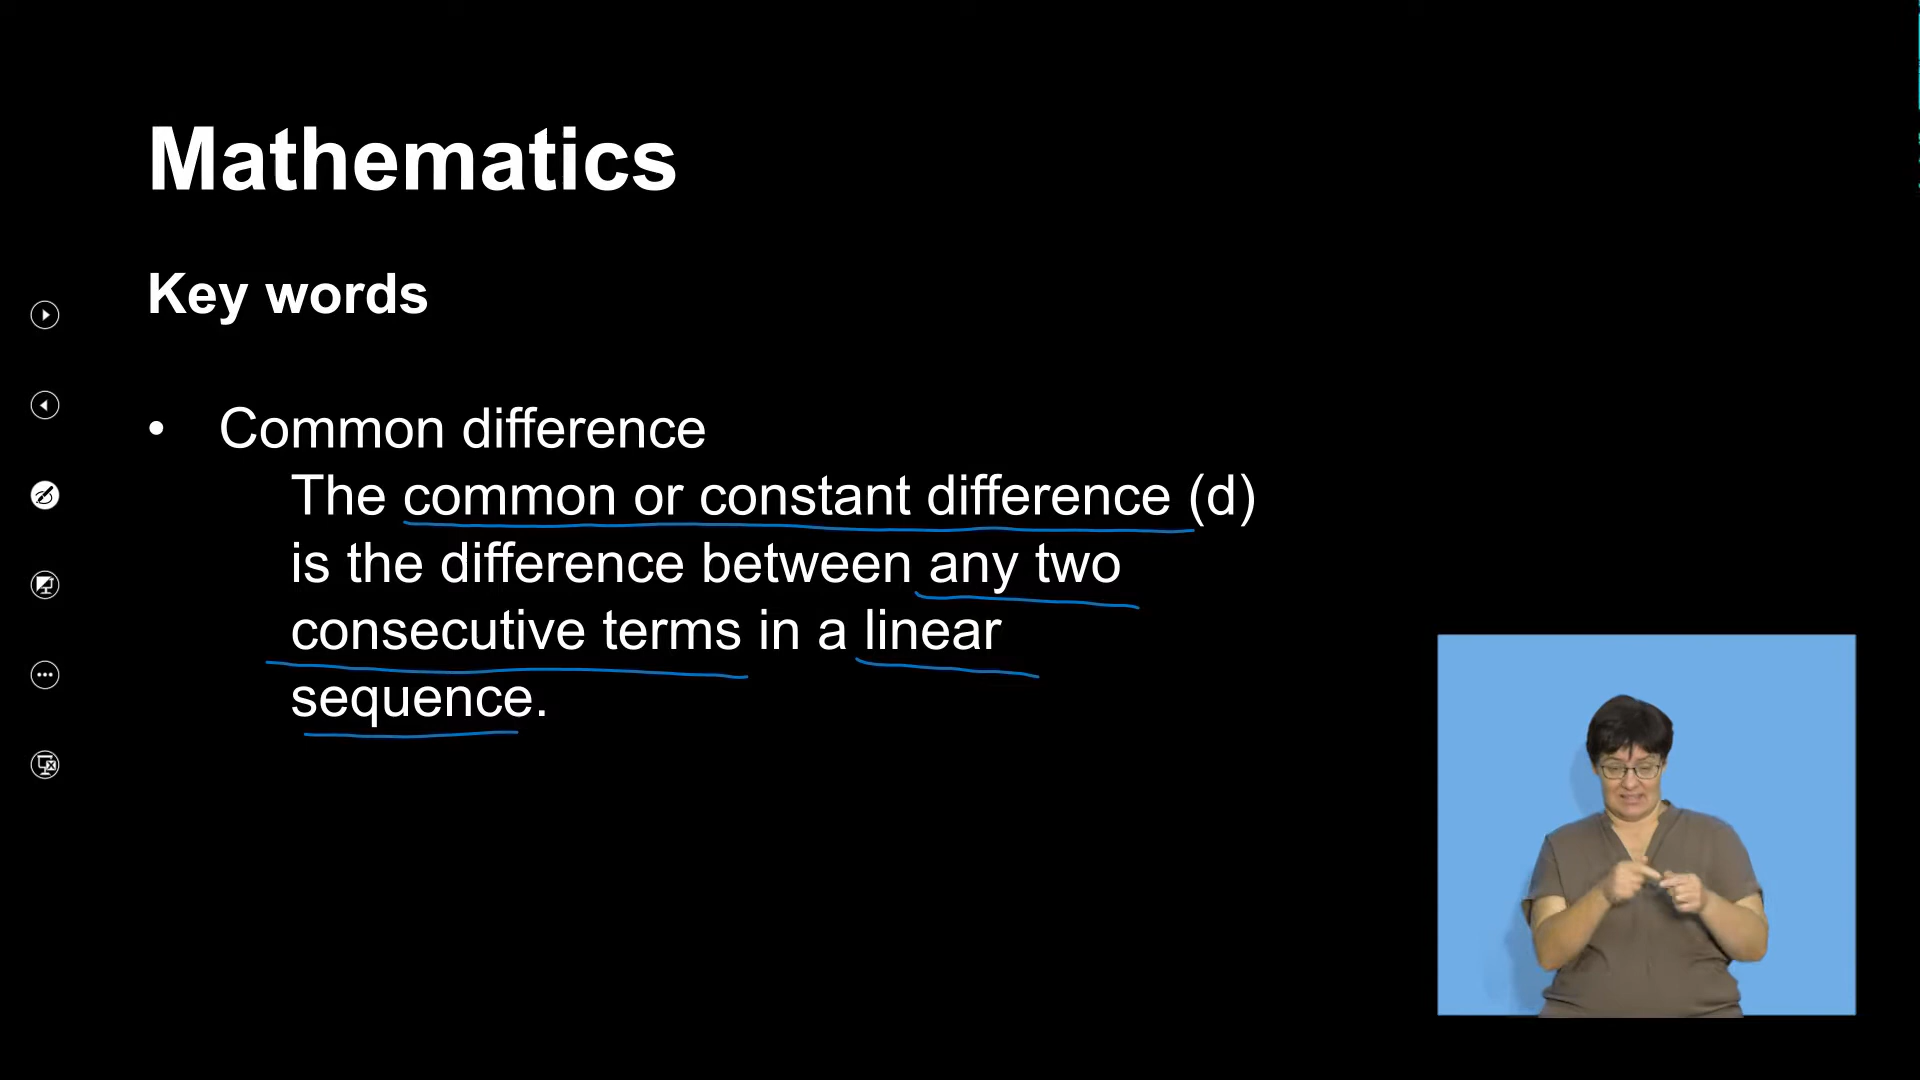 Mathematics
Key words
• Common difference
The common or constant difference (d)
is the difference between any two
consecutive terms in a linear
sequence.